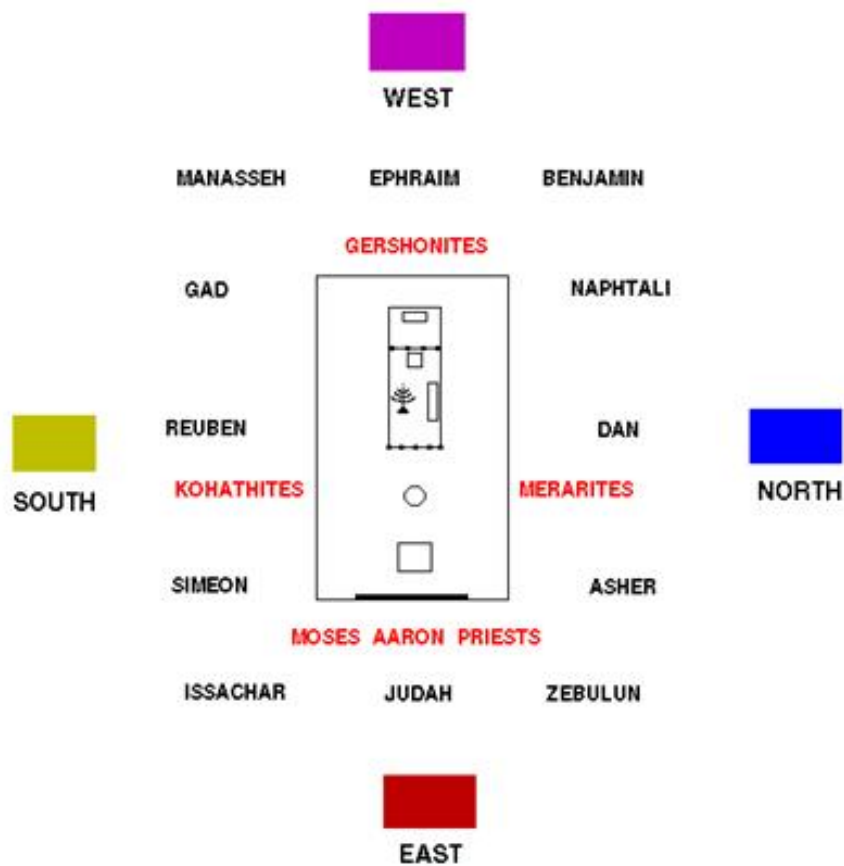 WEST
MANASSEH EPHRAIM BENJAMIN
GERSHONITES
GAD NAPHTALI
REUBEN DAN
KOHATHITES MERARITES
SOUTH NORTH
SIMEON ASHER
MOSES AARON PRIESTS
ISSACHAR JUDAH ZEBULUN
EAST